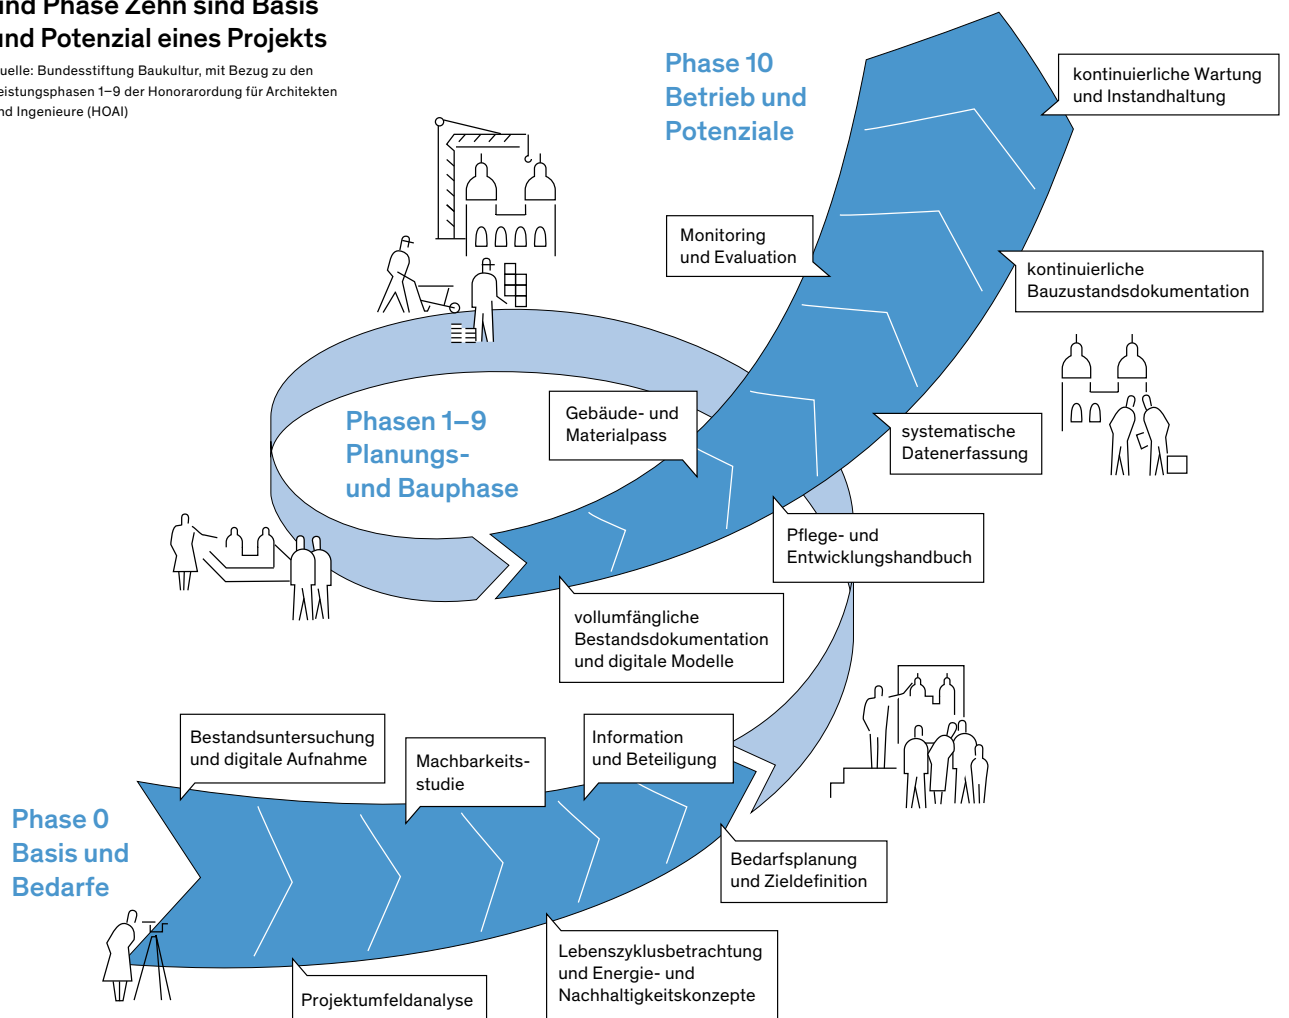 und Phase Zehn sind Basis
und Potenzial eines Projekts
Quelle: Bundesstiftung Baukultur, mit Bezug zu den
Leistungsphasen 1–9 der Honorarordung für Architekten
und Ingenieure (HOAI)
Phase 10
Betrieb und
Potenziale
kontinuierliche Wartung
und Instandhaltung
Monitoring
und Evaluation
kontinuierliche
Bauzustandsdokumentation
Phasen 1–9
Planungs-
und Bauphase
Gebäude- und
Materialpass
systematische
Datenerfassung
Pflege- und
Entwicklungshandbuch
vollumfängliche
Bestandsdokumentation
und digitale Modelle
Phase 0
Basis und
Bedarfe
Bestandsuntersuchung
und digitale Aufnahme
Machbarkeits-
studie
Information
und Beteiligung
Bedarfsplanung
und Zieldefinition
Lebenszyklusbetrachtung
und Energie- und
Nachhaltigkeitskonzepte
Projektumfeldanalyse